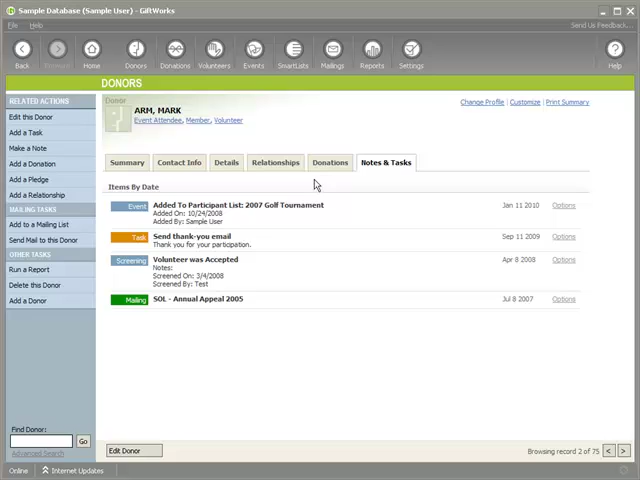 Sample Database (Sample User) - GiftWorks
File Help Send Us Feedback...
Back Forward Home Donors Donations Volunteers Events SmartLists Mailings Reports Settings Help
DONORS
RELATED ACTIONS
Edit this Donor
Add a Task
Make a Note
Add a Donation
Add a Pledge
Add a Relationship
MAILING TASKS
Add to a Mailing List
Send Mail to this Donor
OTHER TASKS
Run a Report
Delete this Donor
Add a Donor
Find Donor:
Go
Advanced Search
Donor
ARM, MARK
Event Attendee, Member, Volunteer
Change Profile | Customize | Print Summary
Summary Contact Info Details Relationships Donations Notes & Tasks
Items By Date
Event Added To Participant List: 2007 Golf Tournament Jan 11 2010 Options
Added On: 10/24/2008
Added By: Sample User
Task Send thank-you email Sep 11 2009 Options
Thank you for your participation.
Screening Volunteer was Accepted Apr 8 2008 Options
Notes:
Screened On: 3/4/2008
Screened By: Test
Mailing SOL - Annual Appeal 2005 Jul 8 2007 Options
Edit Donor Browsing record 2 of 75 < >
Online Internet Updates